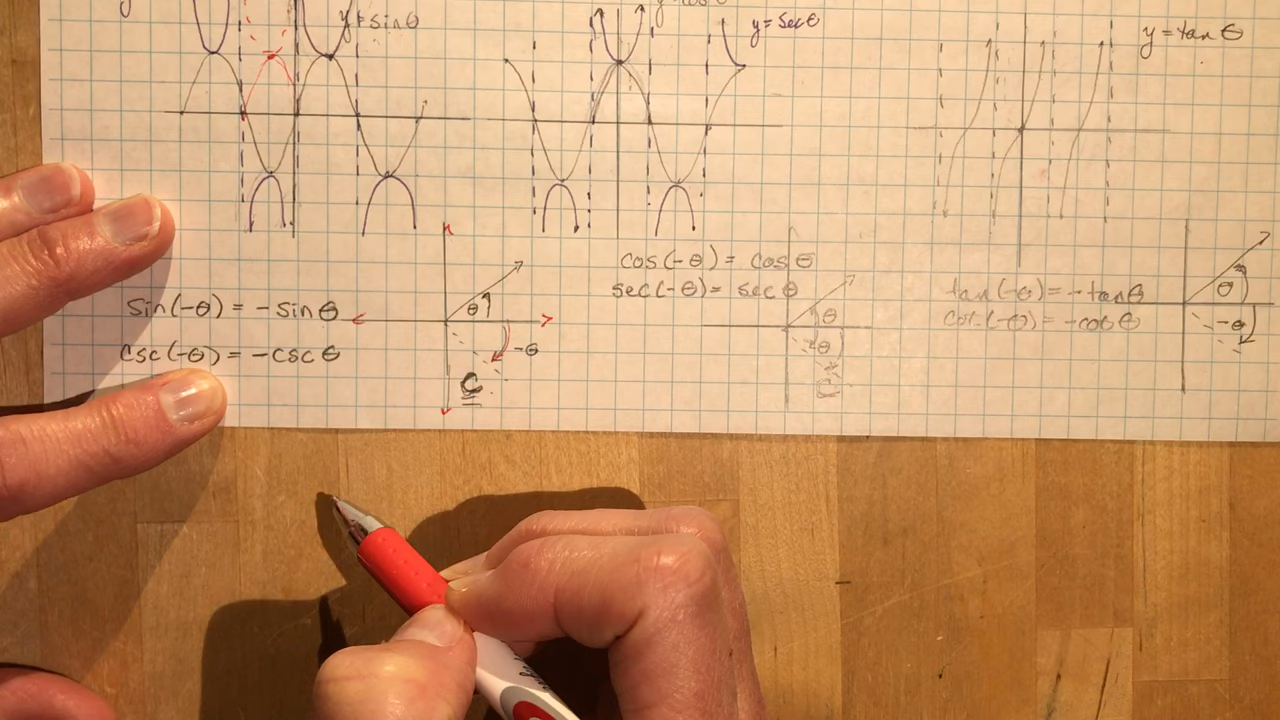 y = sin θ
y = sec θ
y = tan θ
sin(-θ) = -sin θ
csc(-θ) = -csc θ
θ
-θ
C
cos(-θ) = cos θ
sec(-θ) = sec θ
θ
-θ
C
tan(-θ) = -tan θ
cot(-θ) = -cot θ
θ
-θ